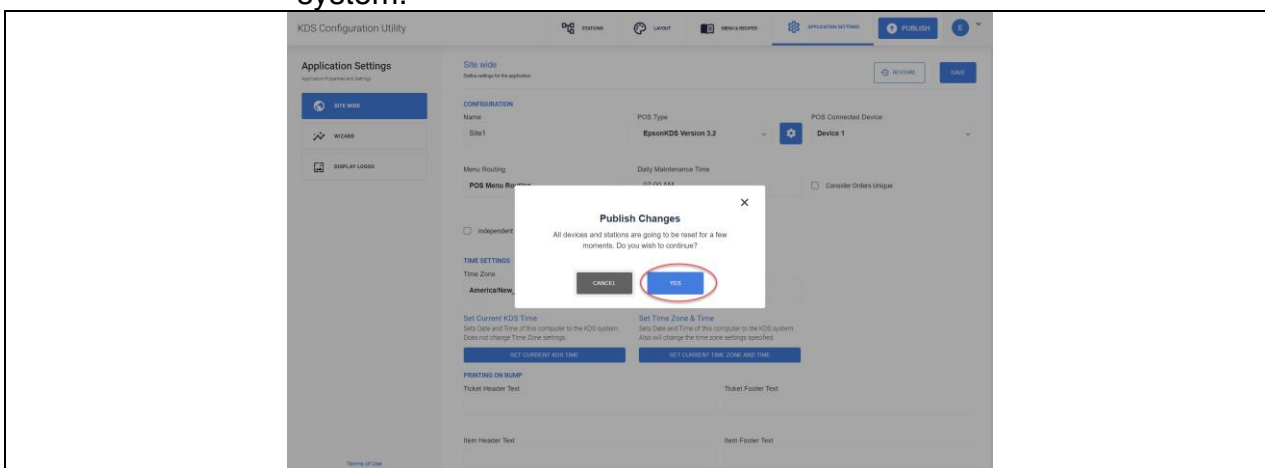 system.
KDS Configuration Utility
STATIONS
LAYOUT
MENU & RECIPES
APPLICATION SETTINGS
PUBLISH
E
Application Settings
Application Properties and Settings
SITE WIDE
WIZARD
DISPLAY LOGOS
Site wide
Define settings for the application
RESTORE
SAVE
CONFIGURATION
Name
POS Type
POS Connected Device
Site1
EpsonKDS Version 3.2
Device 1
Menu Routing
Daily Maintenance Time
POS Menu Routing
07:00 AM
Consider Orders Unique
Independent
Publish Changes
All devices and stations are going to be reset for a few
moments. Do you wish to continue?
CANCEL
YES
TIME SETTINGS
Time Zone
America/New_
Set Current KDS Time
Sets Date and Time of this computer to the KDS system.
Does not change Time Zone settings.
SET CURRENT KDS TIME
Set Time Zone & Time
Sets Date and Time of this computer to the KDS system.
Also will change the time zone settings specified.
SET CURRENT TIME ZONE AND TIME
PRINTING ON BUMP
Ticket Header Text
Ticket Footer Text
Item Header Text
Item Footer Text
Terms of Use